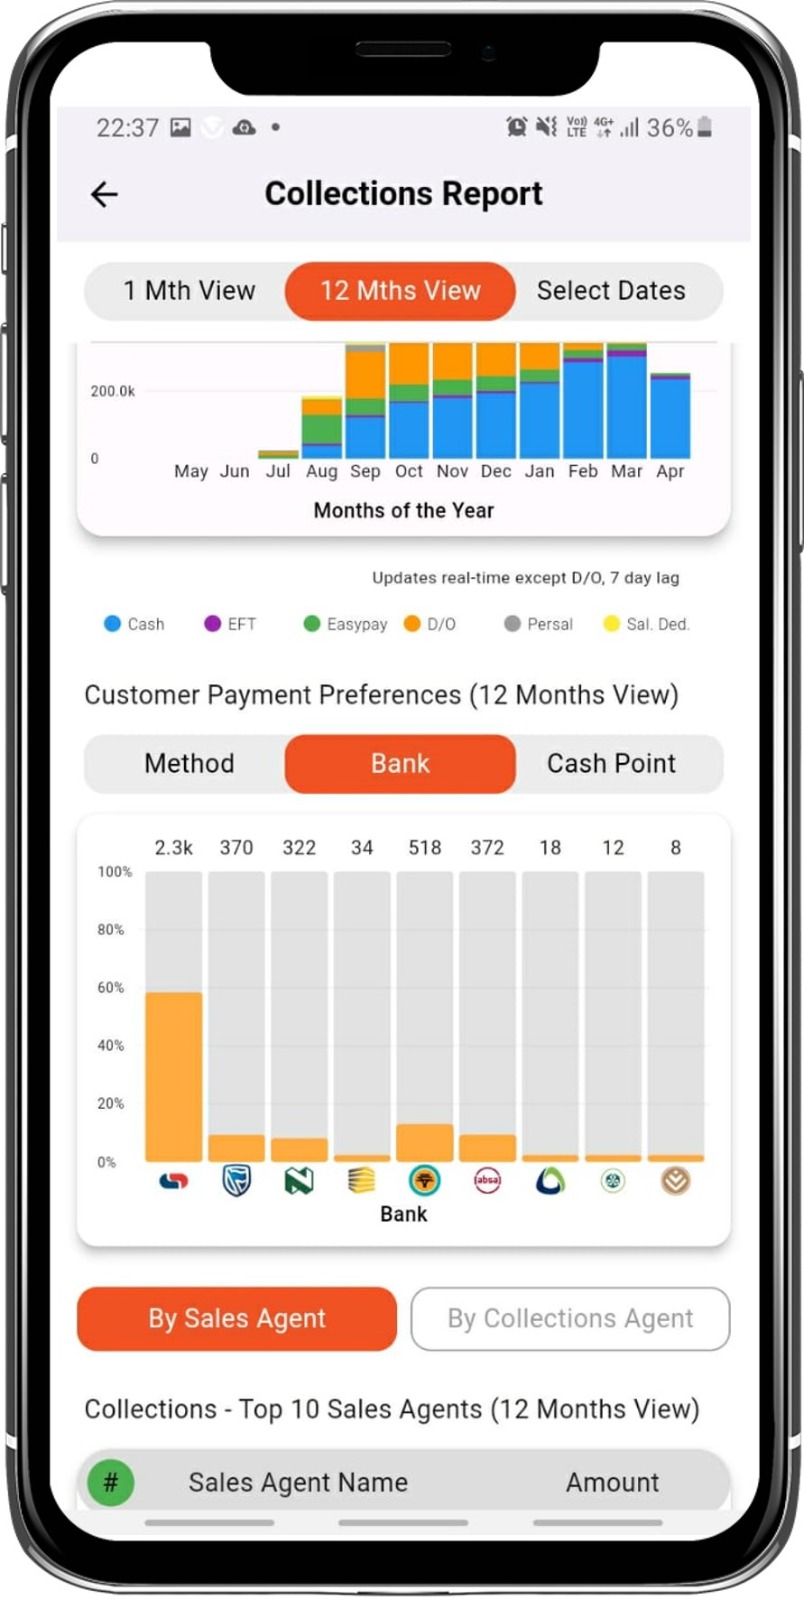 22:37 Vo)) LTE 4G+ 36%
Collections Report
1 Mth View 12 Mths View Select Dates
200.0k
0
May Jun Jul Aug Sep Oct Nov Dec Jan Feb Mar Apr
Months of the Year
Updates real-time except D/O, 7 day lag
Cash EFT Easypay D/O Persal Sal. Ded.
Customer Payment Preferences (12 Months View)
Method Bank Cash Point
2.3k 370 322 34 518 372 18 12 8
100%
80%
60%
40%
20%
0%
absa
Bank
By Sales Agent By Collections Agent
Collections - Top 10 Sales Agents (12 Months View)
# Sales Agent Name Amount